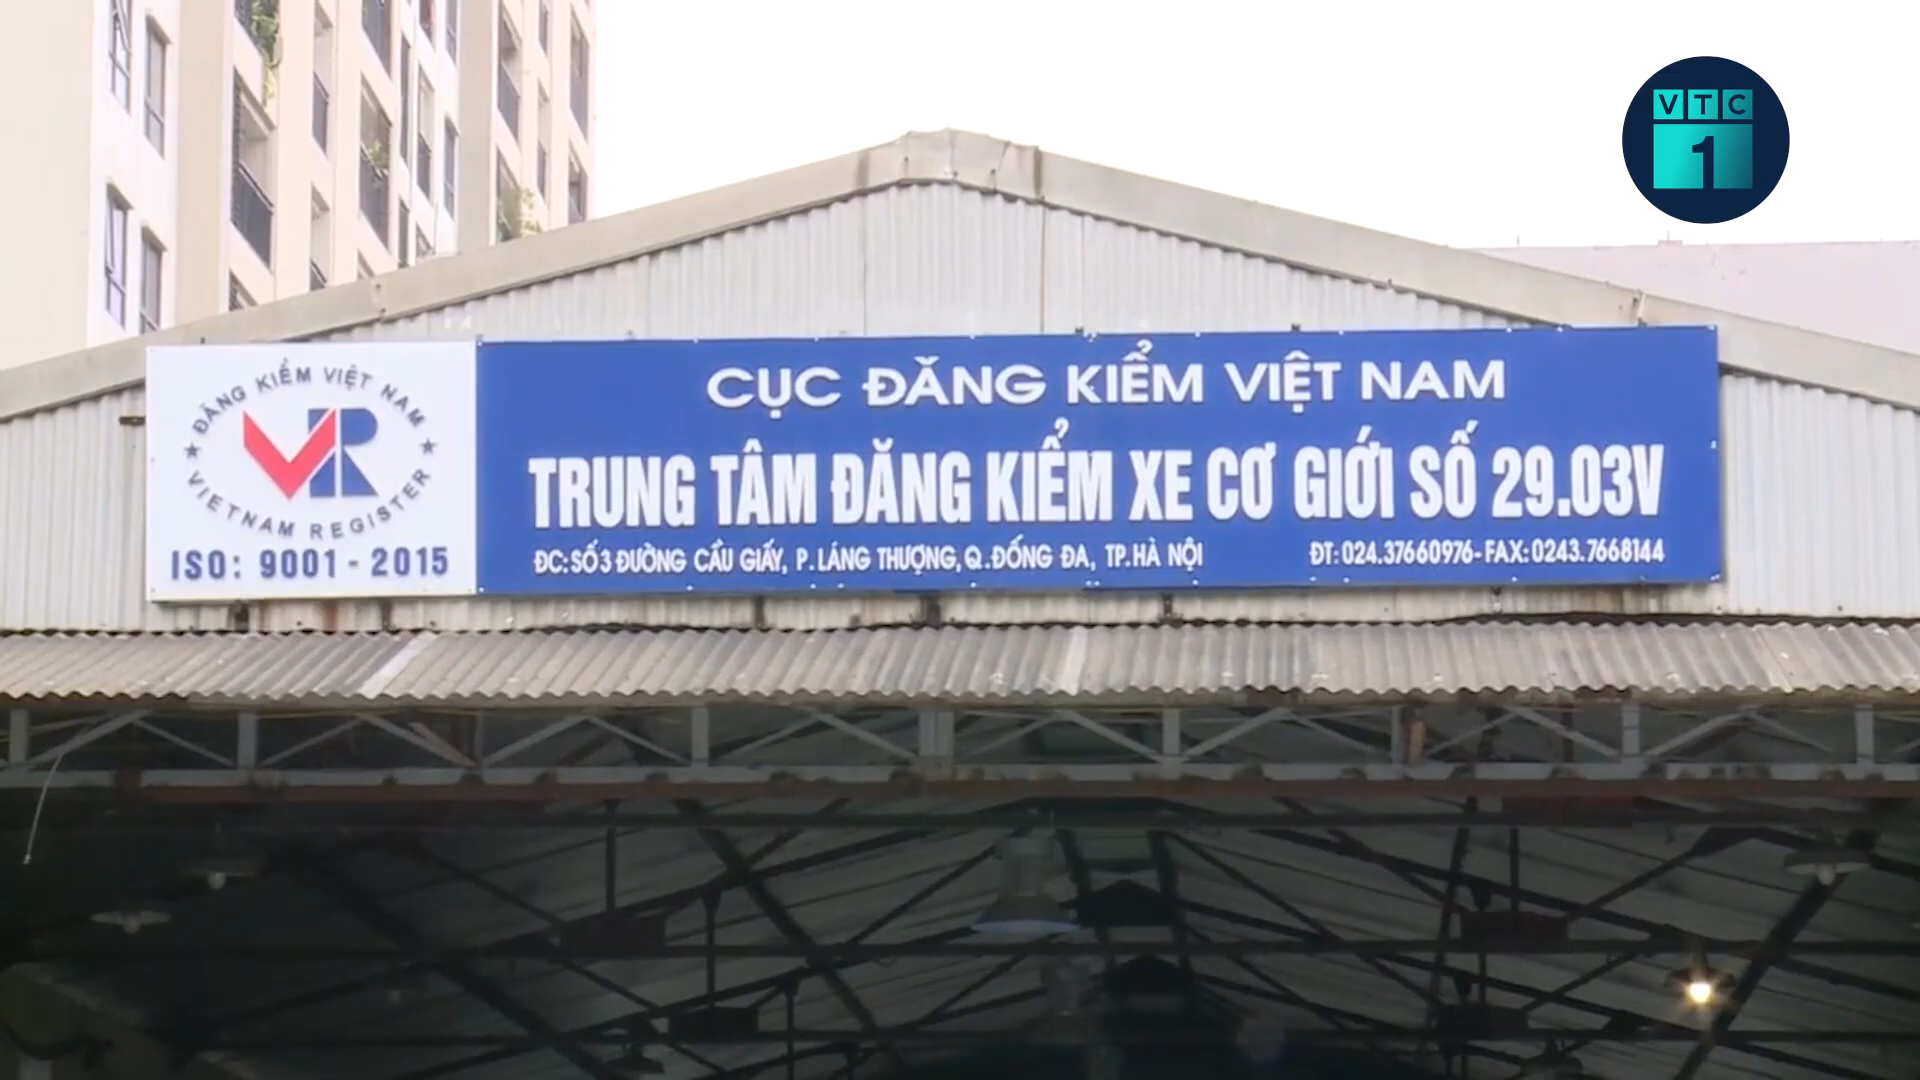 VTC
1
ĐĂNG KIỂM VIỆT NAM
VR
VIETNAM REGISTER
ISO: 9001 - 2015
CỤC ĐĂNG KIỂM VIỆT NAM
TRUNG TÂM ĐĂNG KIỂM XE CƠ GIỚI SỐ 29.03V
ĐC: SỐ 3 ĐƯỜNG CẦU GIẤY, P. LÁNG THƯỢNG, Q. ĐỐNG ĐA, TP. HÀ NỘI
ĐT: 024.37660976 - FAX: 0243.7668144